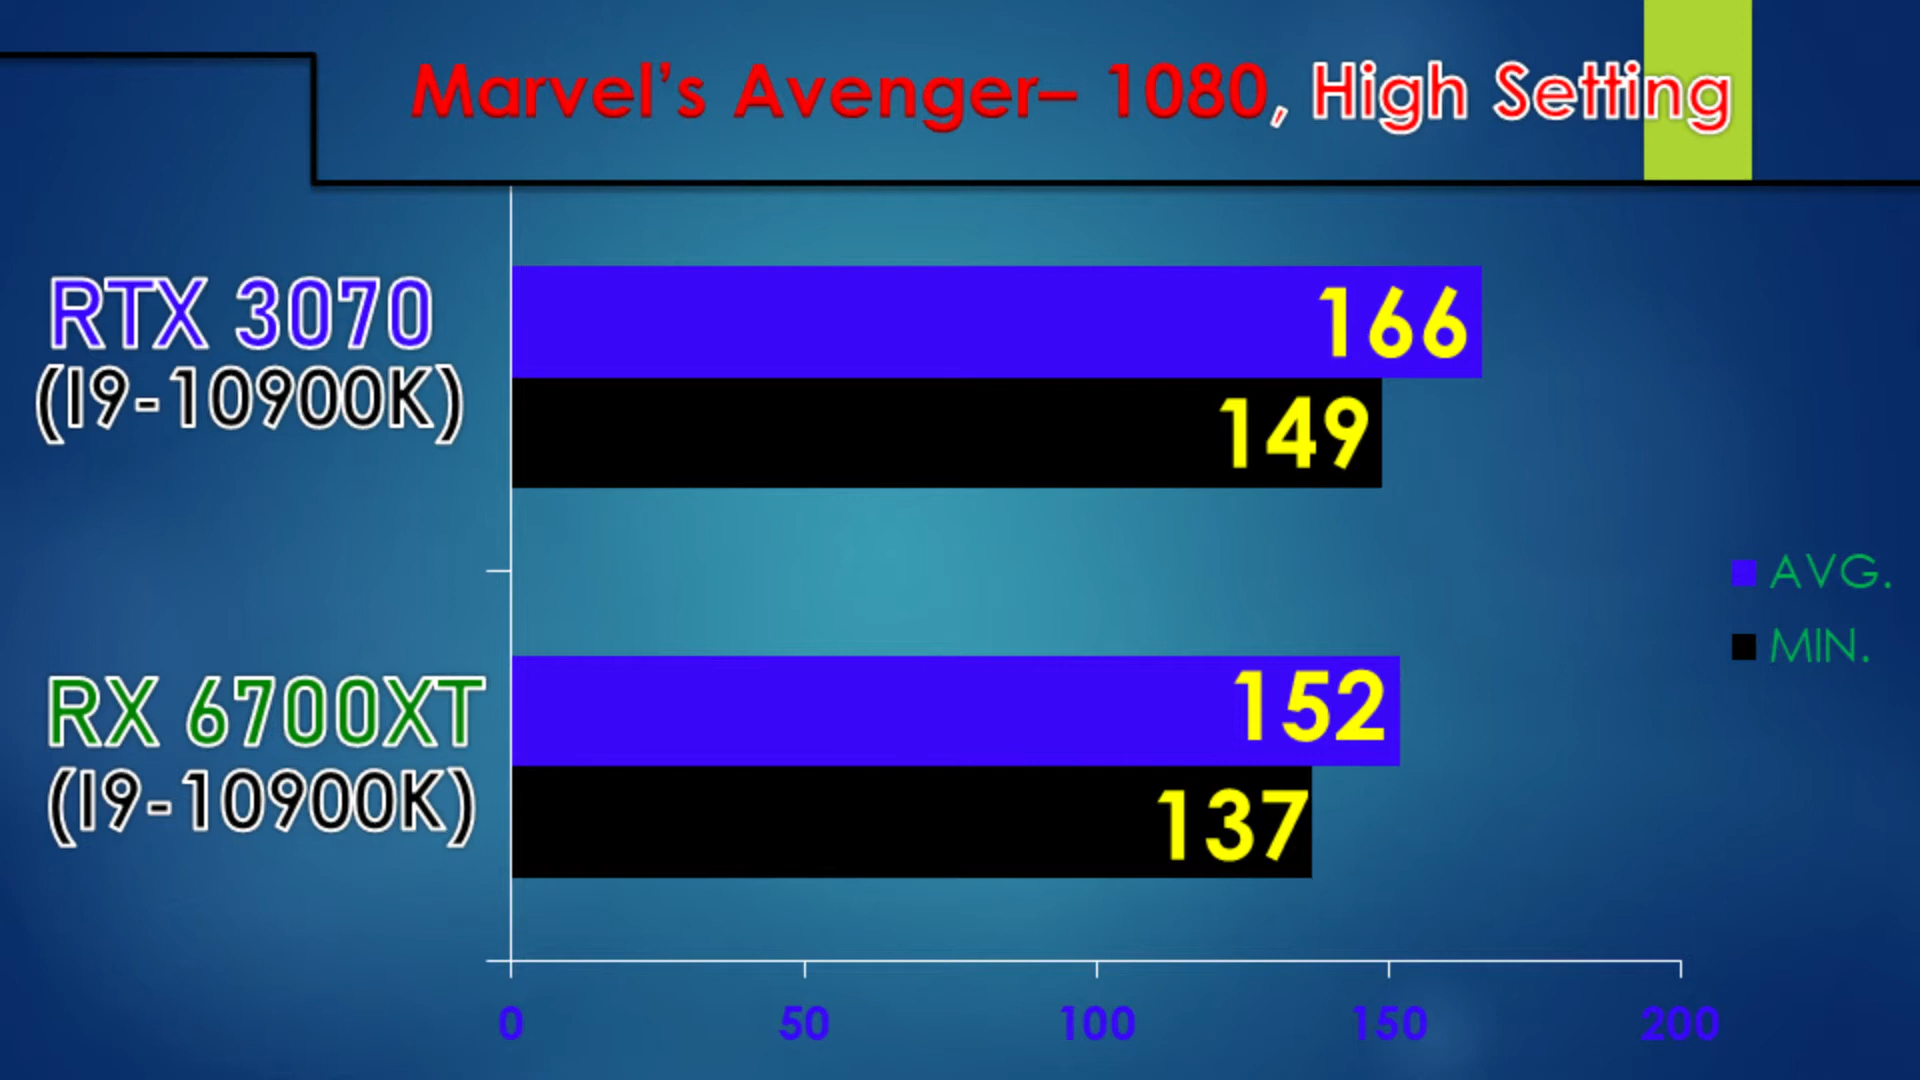 Marvel's Avenger– 1080, High Setting
RTX 3070
(I9-10900K)
166
149
AVG.
MIN.
RX 6700XT
(I9-10900K)
152
137
0 50 100 150 200